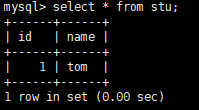 mysql> select * from stu;
+------+------+
| id   | name |
+------+------+
|    1 | tom  |
+------+------+
1 row in set (0.00 sec)